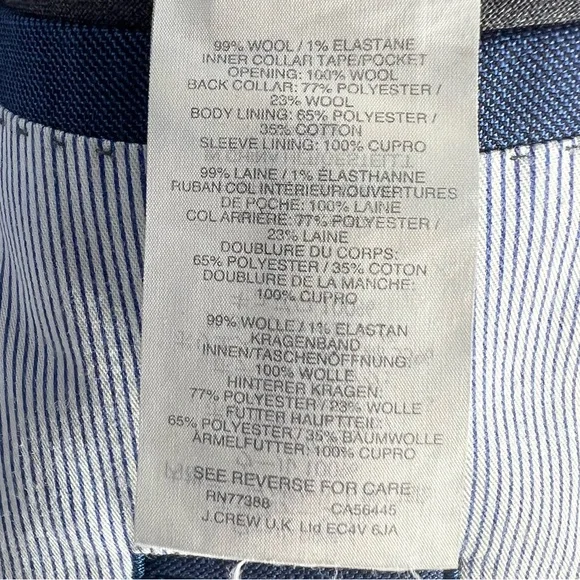 99% WOOL / 1% ELASTANE
INNER COLLAR TAPE/POCKET
OPENING: 100% WOOL
BACK COLLAR: 77% POLYESTER /
23% WOOL
BODY LINING: 65% POLYESTER /
35% COTTON
SLEEVE LINING: 100% CUPRO
99% LAINE / 1% ÉLASTHANNE
RUBAN COL INTÉRIEUR/OUVERTURES
DE POCHE: 100% LAINE
COL ARRIÈRE: 77% POLYESTER /
23% LAINE
DOUBLURE DU CORPS:
65% POLYESTER / 35% COTON
DOUBLURE DE LA MANCHE:
100% CUPRO
99% WOLLE / 1% ELASTAN
KRAGENBAND
INNEN/TASCHENÖFFNUNG:
100% WOLLE
HINTERER KRAGEN:
77% POLYESTER / 23% WOLLE
FUTTER HAUPTTEIL:
65% POLYESTER / 35% BAUMWOLLE
ÄRMELFUTTER: 100% CUPRO
SEE REVERSE FOR CARE
RN77388 CA56445
J.CREW U.K. Ltd EC4V 6JA